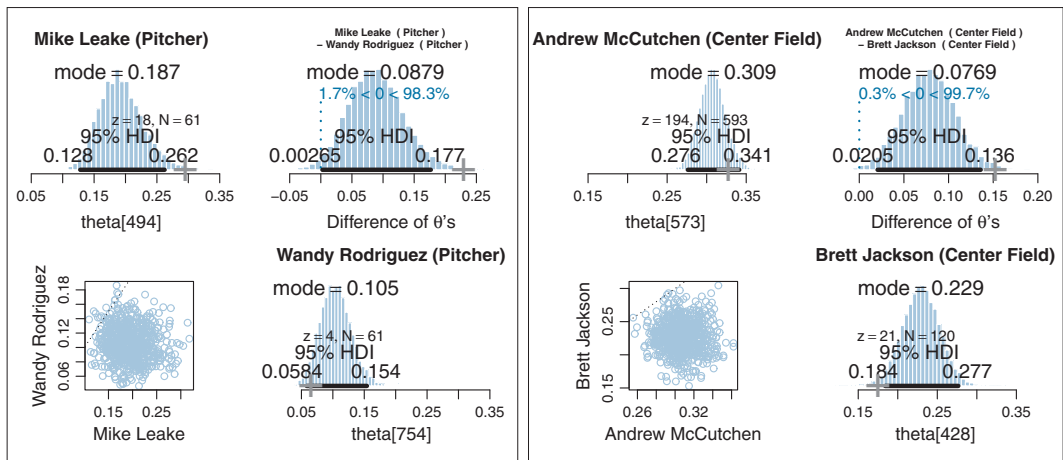 Mike Leake (Pitcher)
mode = 0.187
z = 18, N = 61
95% HDI
0.128 0.262
0.05 0.15 0.25 0.35
theta[494]
Mike Leake ( Pitcher )
− Wandy Rodriguez ( Pitcher )
mode = 0.0879
1.7% < 0 < 98.3%
95% HDI
0.00265 0.177
−0.05 0.05 0.15 0.25
Difference of θ's
Wandy Rodriguez
0.06 0.12 0.18
0.15 0.25
Mike Leake
Wandy Rodriguez (Pitcher)
mode = 0.105
z = 4, N = 61
95% HDI
0.0584 0.154
0.05 0.15 0.25 0.35
theta[754]
Andrew McCutchen (Center Field)
mode = 0.309
z = 194, N = 593
95% HDI
0.276 0.341
0.15 0.25 0.35
theta[573]
Andrew McCutchen ( Center Field )
− Brett Jackson ( Center Field )
mode = 0.0769
0.3% < 0 < 99.7%
95% HDI
0.0205 0.136
0.00 0.05 0.10 0.15 0.20
Difference of θ's
Brett Jackson
0.15 0.25
0.26 0.32
Andrew McCutchen
Brett Jackson (Center Field)
mode = 0.229
z = 21, N = 120
95% HDI
0.184 0.277
0.15 0.25 0.35
theta[428]